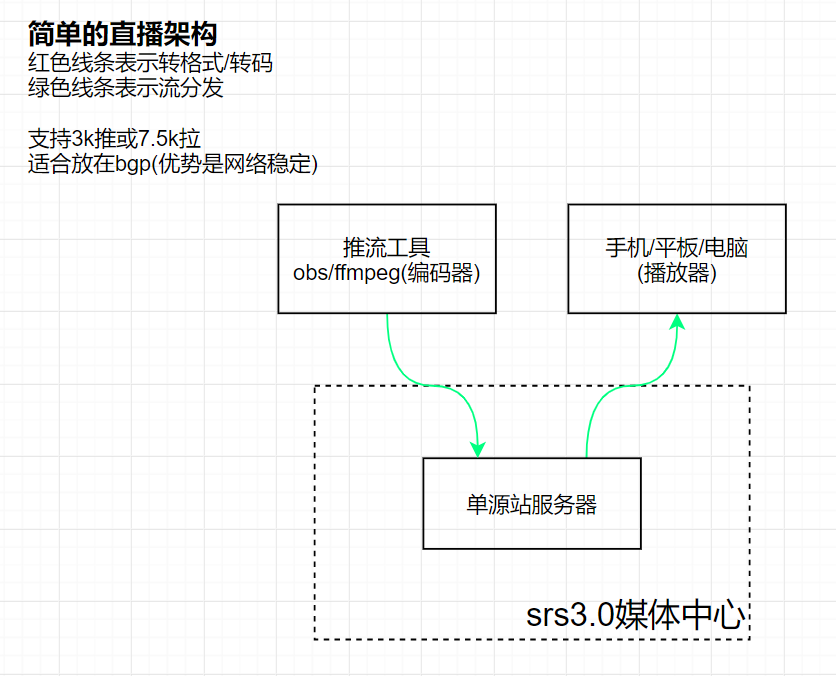 简单的直播架构
红色线条表示转格式/转码
绿色线条表示流分发
支持3k推或7.5k拉
适合放在bgp(优势是网络稳定)
推流工具
obs/ffmpeg(编码器)
手机/平板/电脑
(播放器)
单源站服务器
srs3.0媒体中心